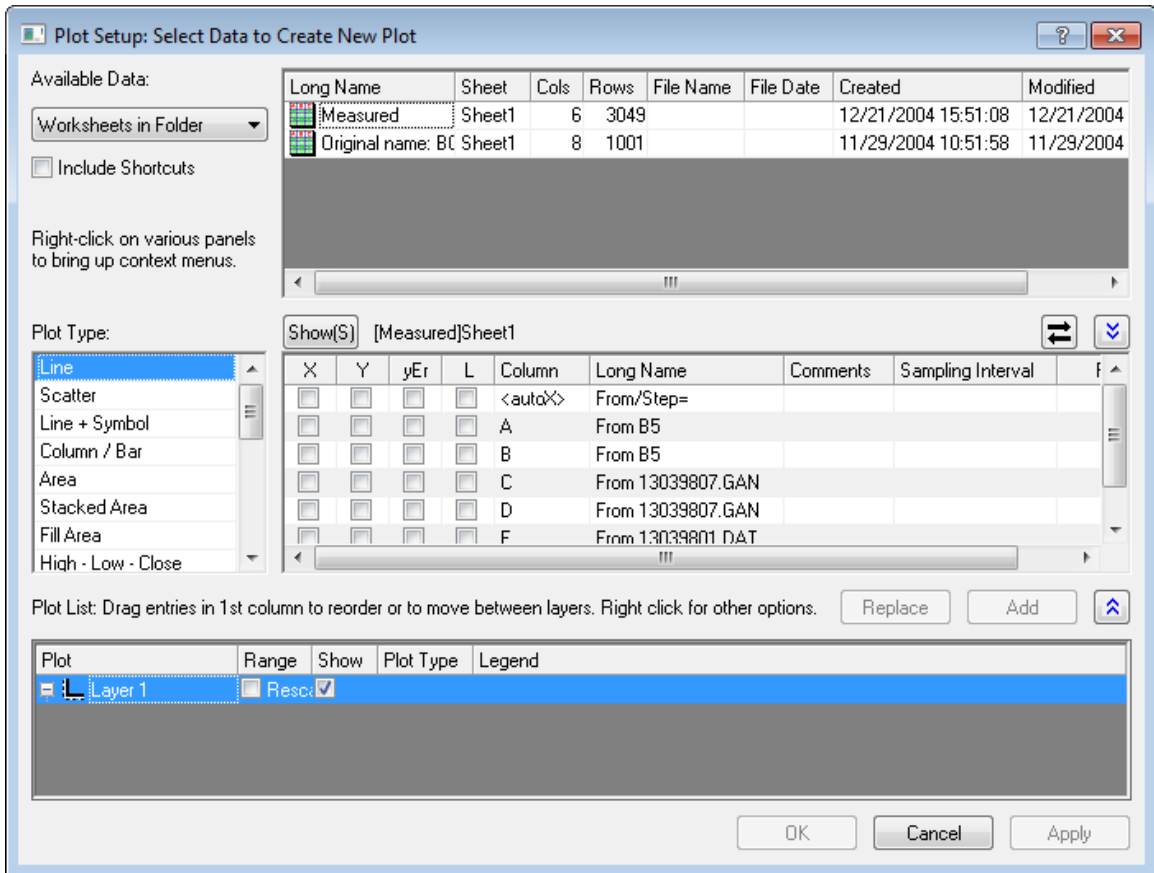 Plot Setup: Select Data to Create New Plot
Available Data:
Worksheets in Folder
Include Shortcuts
Right-click on various panels
to bring up context menus.
Long Name Sheet Cols Rows File Name File Date Created Modified
Measured Sheet1 6 3049 12/21/2004 15:51:08 12/21/2004
Original name: BC Sheet1 8 1001 11/29/2004 10:51:58 11/29/2004
Plot Type:
Line
Scatter
Line + Symbol
Column / Bar
Area
Stacked Area
Fill Area
High - Low - Close
Show(S) [Measured]Sheet1
X Y yEr L Column Long Name Comments Sampling Interval
<autoX> From/Step=
A From B5
B From B5
C From 13039807.GAN
D From 13039807.GAN
From 13039801.DAT
Plot List: Drag entries in 1st column to reorder or to move between layers. Right click for other options.
Replace Add
Plot Range Show Plot Type Legend
Layer 1 Resca
OK Cancel Apply